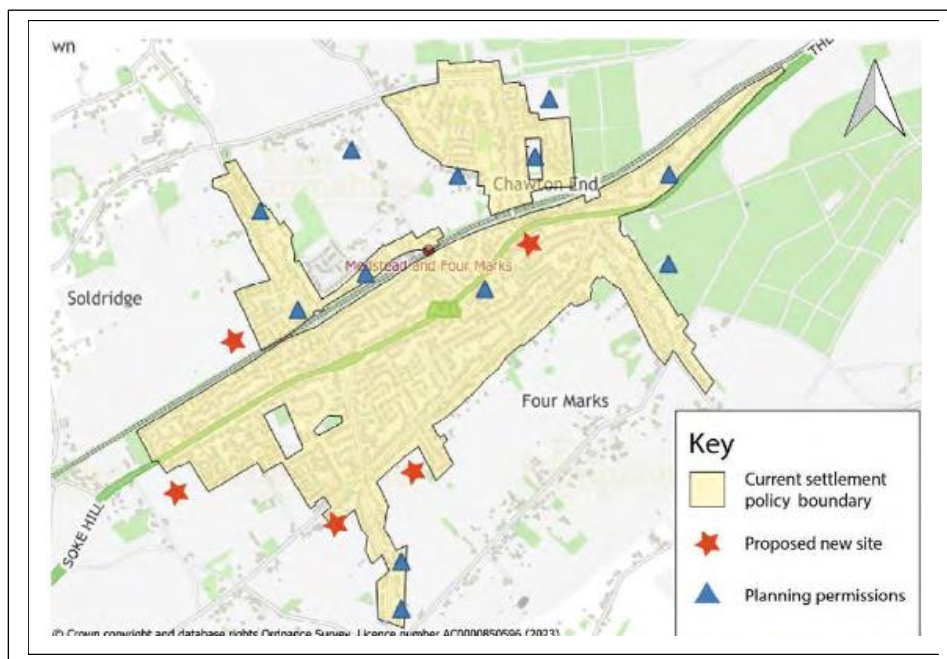 wn
THE
Chawton End
Medstead and Four Marks
Soldridge
Four Marks
SOKE HILL
Key
Current settlement
policy boundary
Proposed new site
Planning permissions
© Crown copyright and database rights Ordnance Survey. Licence number AC0000850596 (2023)